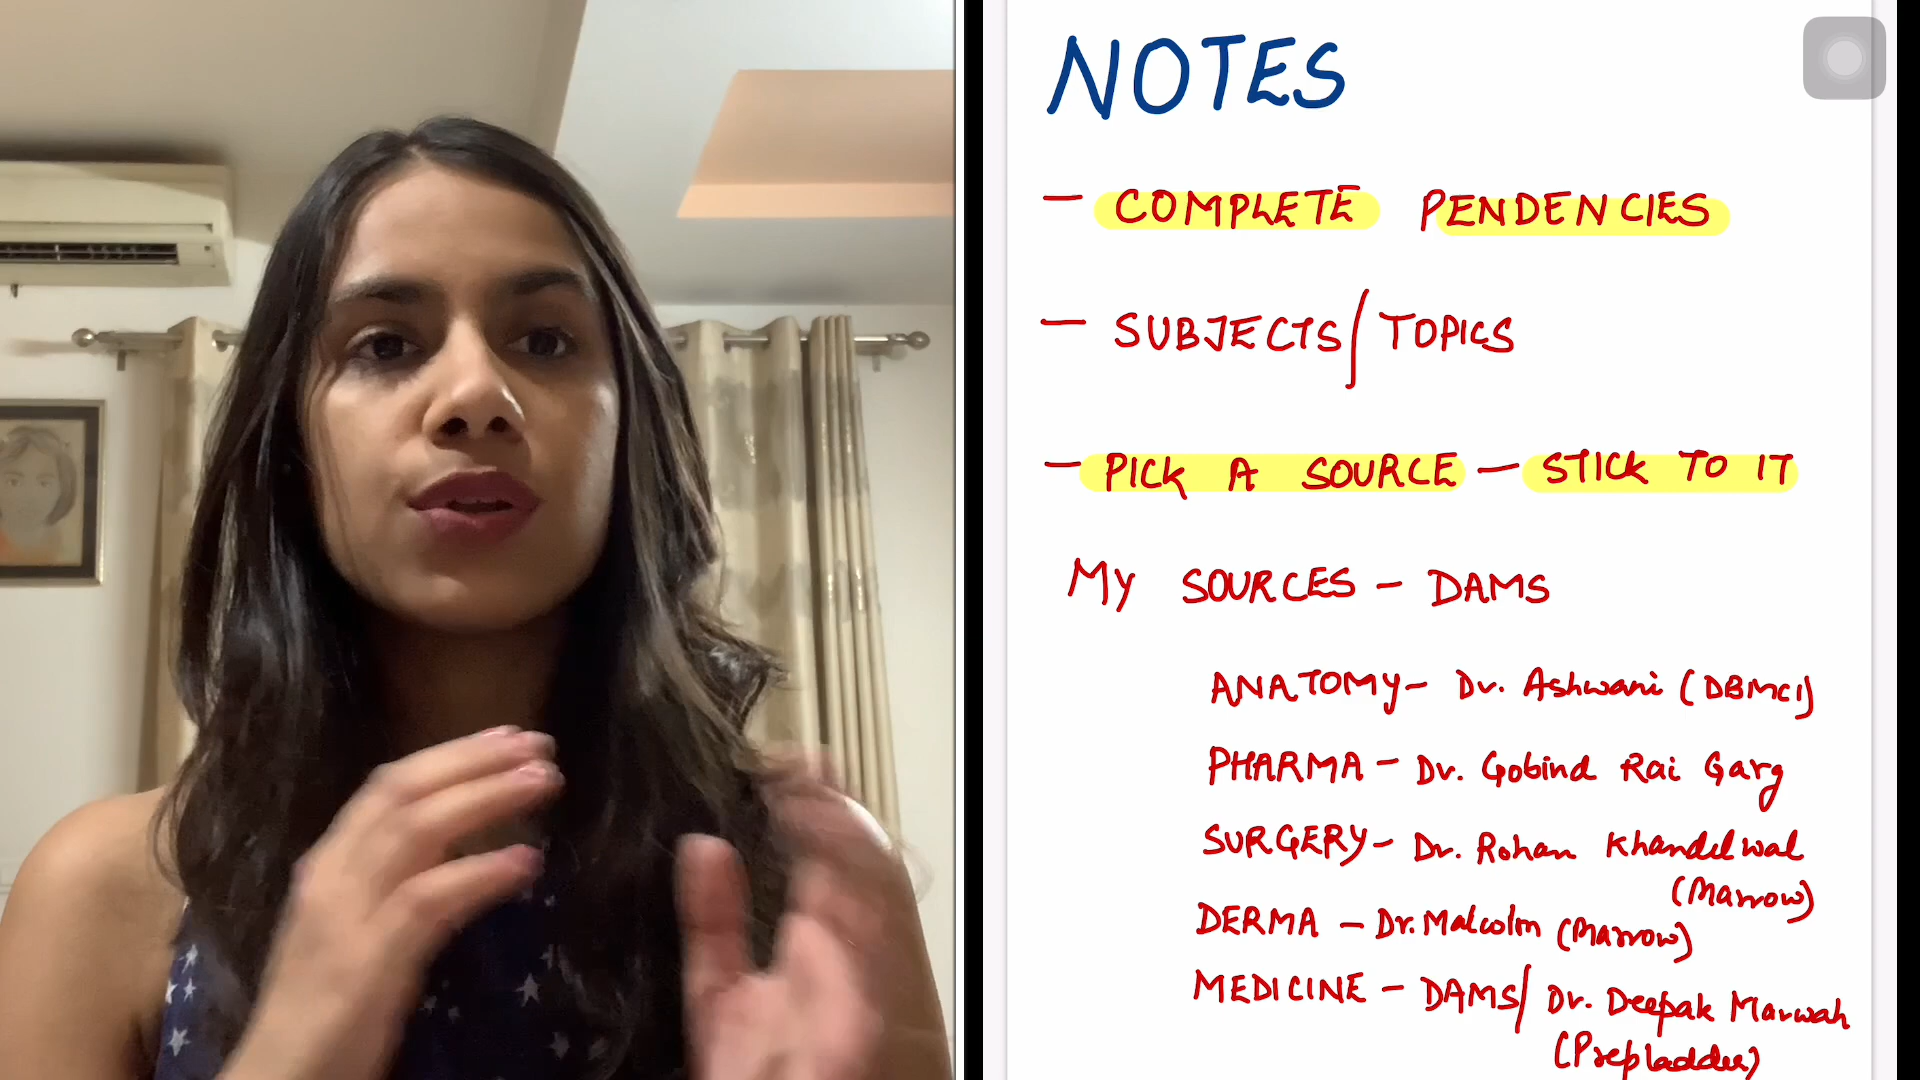 NOTES
- COMPLETE PENDENCIES
- SUBJECTS/TOPICS
- PICK A SOURCE - STICK TO IT
My SOURCES - DAMS
ANATOMY - Dr. Ashwani (DBMCI)
PHARMA - Dr. Gobind Rai Garg
SURGERY - Dr. Rohan Khandelwal
(Marrow)
DERMA - Dr. Malcolm (Marrow)
MEDICINE - DAMS/ Dr. Deepak Marwah
(Prepladder)